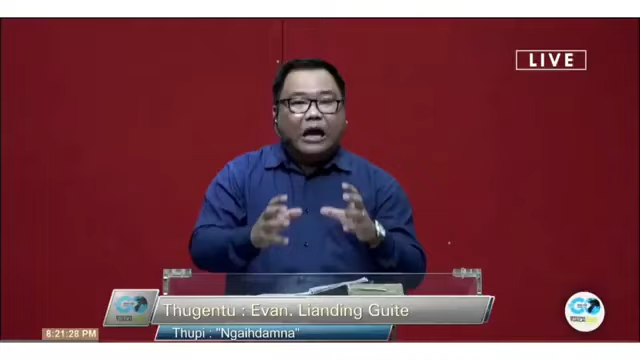 LIVE
Thugentu : Evan. Lianding Guite
Thupi : "Ngaihdamna"
8:21:28 PM